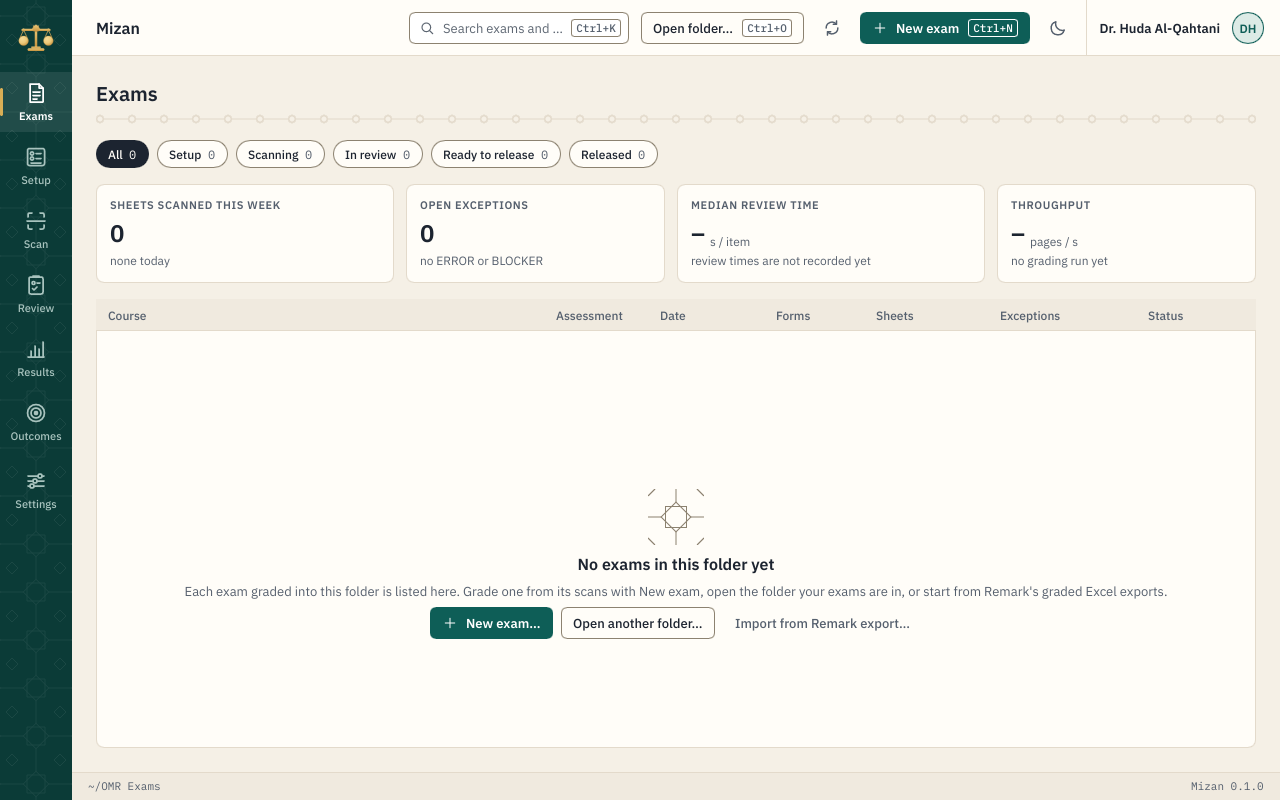 Mizan
Search exams and ... Ctrl+K
Open folder... Ctrl+O
New exam Ctrl+N
Dr. Huda Al-Qahtani DH
Exams
Setup
Scan
Review
Results
Outcomes
Settings
Exams
All 0
Setup 0
Scanning 0
In review 0
Ready to release 0
Released 0
SHEETS SCANNED THIS WEEK
0
none today
OPEN EXCEPTIONS
0
no ERROR or BLOCKER
MEDIAN REVIEW TIME
– s / item
review times are not recorded yet
THROUGHPUT
– pages / s
no grading run yet
Course Assessment Date Forms Sheets Exceptions Status
No exams in this folder yet
Each exam graded into this folder is listed here. Grade one from its scans with New exam, open the folder your exams are in, or start from Remark's graded Excel exports.
New exam...
Open another folder...
Import from Remark export...
~/OMR Exams
Mizan 0.1.0